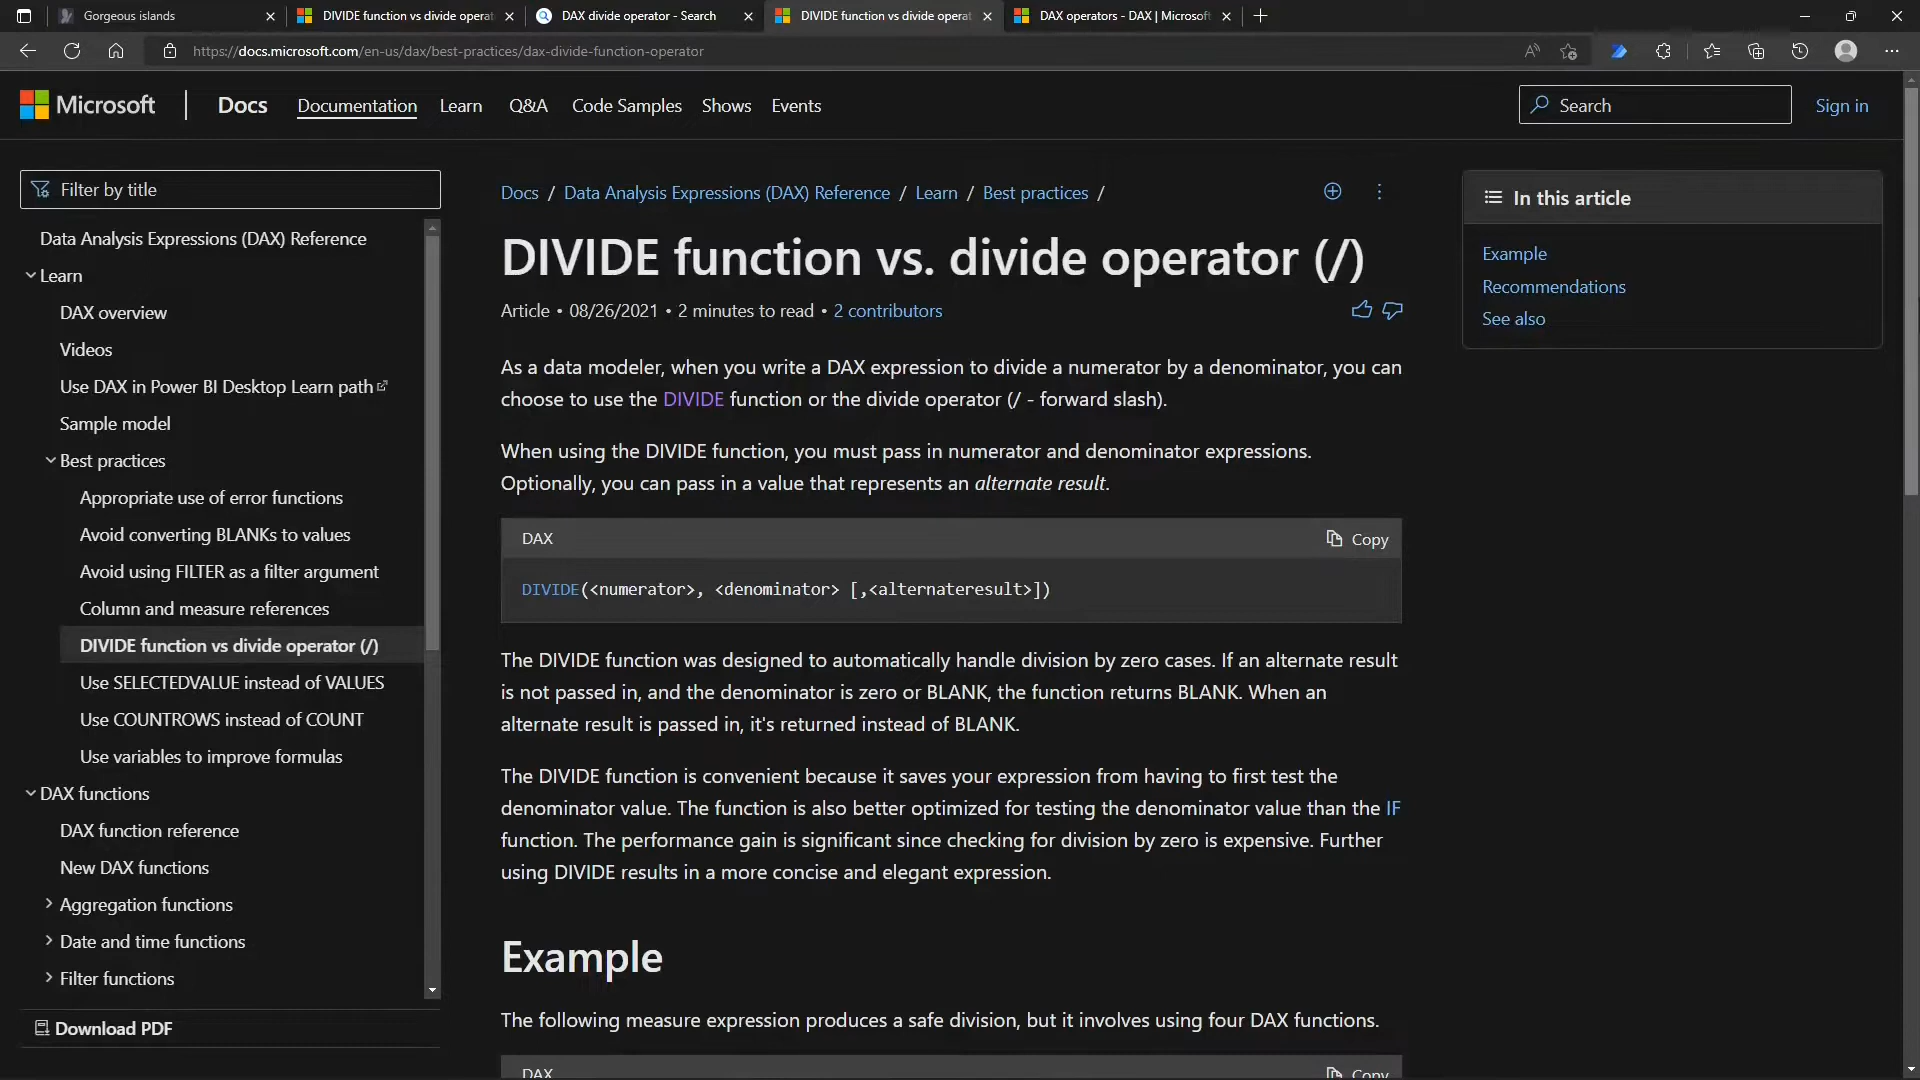 Gorgeous islands
DIVIDE function vs divide operat
DAX divide operator - Search
DIVIDE function vs divide operat
DAX operators - DAX | Microsoft
https://docs.microsoft.com/en-us/dax/best-practices/dax-divide-function-operator
Microsoft
Docs
Documentation
Learn
Q&A
Code Samples
Shows
Events
Search
Sign in
Filter by title
Data Analysis Expressions (DAX) Reference
Learn
DAX overview
Videos
Use DAX in Power BI Desktop Learn path
Sample model
Best practices
Appropriate use of error functions
Avoid converting BLANKs to values
Avoid using FILTER as a filter argument
Column and measure references
DIVIDE function vs divide operator (/)
Use SELECTEDVALUE instead of VALUES
Use COUNTROWS instead of COUNT
Use variables to improve formulas
DAX functions
DAX function reference
New DAX functions
Aggregation functions
Date and time functions
Filter functions
Download PDF
Docs / Data Analysis Expressions (DAX) Reference / Learn / Best practices /
DIVIDE function vs. divide operator (/)
Article • 08/26/2021 • 2 minutes to read • 2 contributors
As a data modeler, when you write a DAX expression to divide a numerator by a denominator, you can
choose to use the DIVIDE function or the divide operator (/ - forward slash).
When using the DIVIDE function, you must pass in numerator and denominator expressions.
Optionally, you can pass in a value that represents an alternate result.
DAX
Copy
DIVIDE(<numerator>, <denominator> [,<alternateresult>])
The DIVIDE function was designed to automatically handle division by zero cases. If an alternate result
is not passed in, and the denominator is zero or BLANK, the function returns BLANK. When an
alternate result is passed in, it's returned instead of BLANK.
The DIVIDE function is convenient because it saves your expression from having to first test the
denominator value. The function is also better optimized for testing the denominator value than the IF
function. The performance gain is significant since checking for division by zero is expensive. Further
using DIVIDE results in a more concise and elegant expression.
Example
The following measure expression produces a safe division, but it involves using four DAX functions.
DAX
Copy
In this article
Example
Recommendations
See also